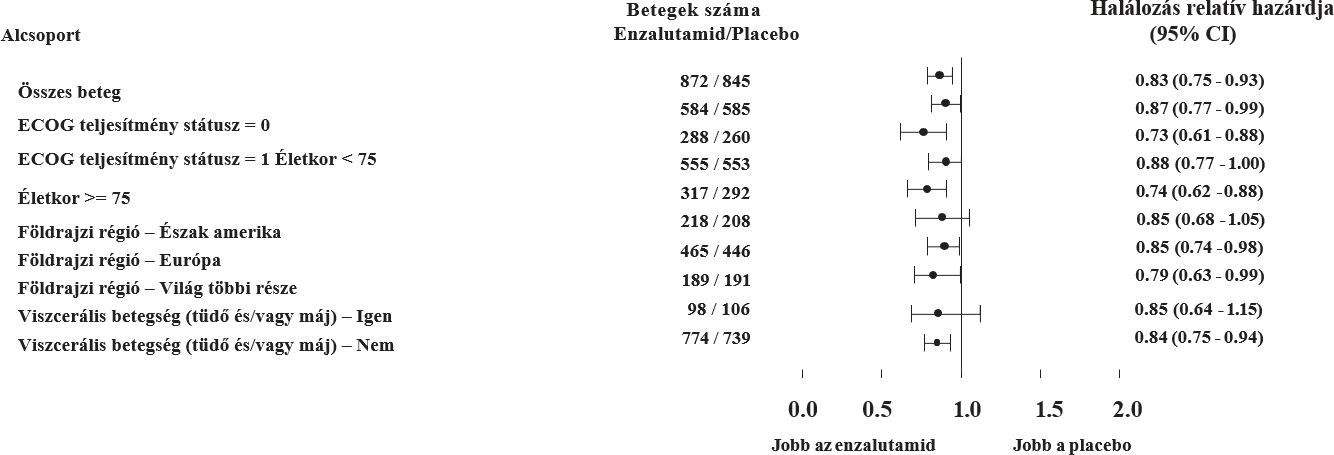 Alcsoport
Betegek száma
Enzalutamid/Placebo
Halálozás relatív hazárdja
(95% CI)
Összes beteg
872 / 845
0.83 (0.75 - 0.93)
ECOG teljesítmény státusz = 0
584 / 585
0.87 (0.77 - 0.99)
ECOG teljesítmény státusz = 1 Életkor < 75
288 / 260
0.73 (0.61 - 0.88)
555 / 553
0.88 (0.77 - 1.00)
Életkor >= 75
317 / 292
0.74 (0.62 - 0.88)
Földrajzi régió – Észak amerika
218 / 208
0.85 (0.68 - 1.05)
Földrajzi régió – Európa
465 / 446
0.85 (0.74 - 0.98)
Földrajzi régió – Világ többi része
189 / 191
0.79 (0.63 - 0.99)
Viszcerális betegség (tüdő és/vagy máj) – Igen
98 / 106
0.85 (0.64 - 1.15)
Viszcerális betegség (tüdő és/vagy máj) – Nem
774 / 739
0.84 (0.75 - 0.94)
0.0 0.5 1.0 1.5 2.0
Jobb az enzalutamid
Jobb a placebo